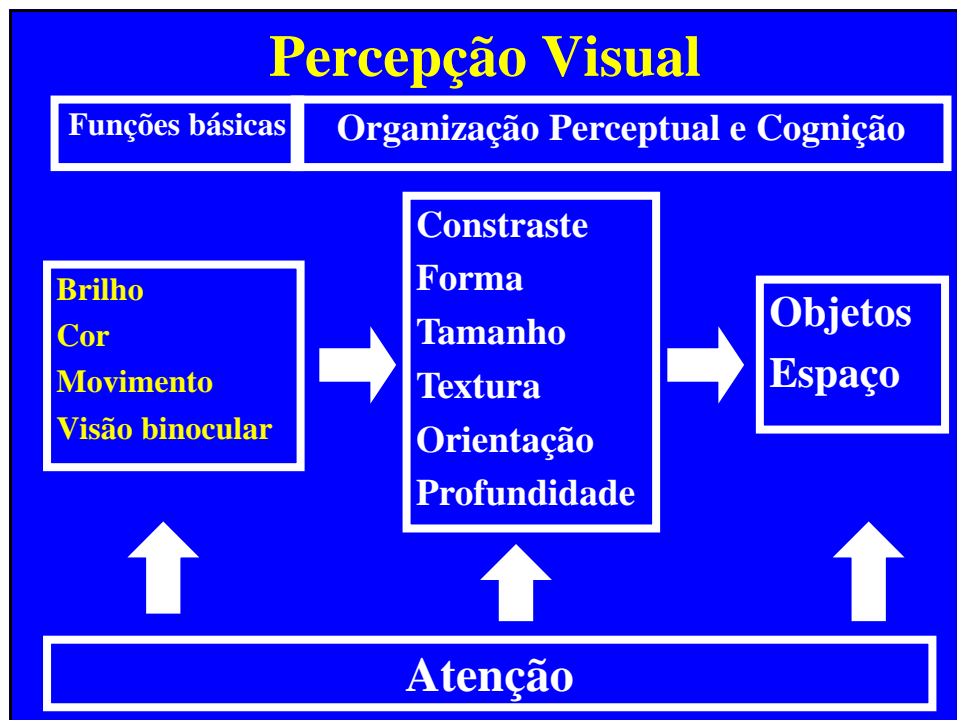 Percepção Visual
Funções básicas
Organização Perceptual e Cognição
Brilho
Cor
Movimento
Visão binocular
Constraste
Forma
Tamanho
Textura
Orientação
Profundidade
Objetos
Espaço
Atenção